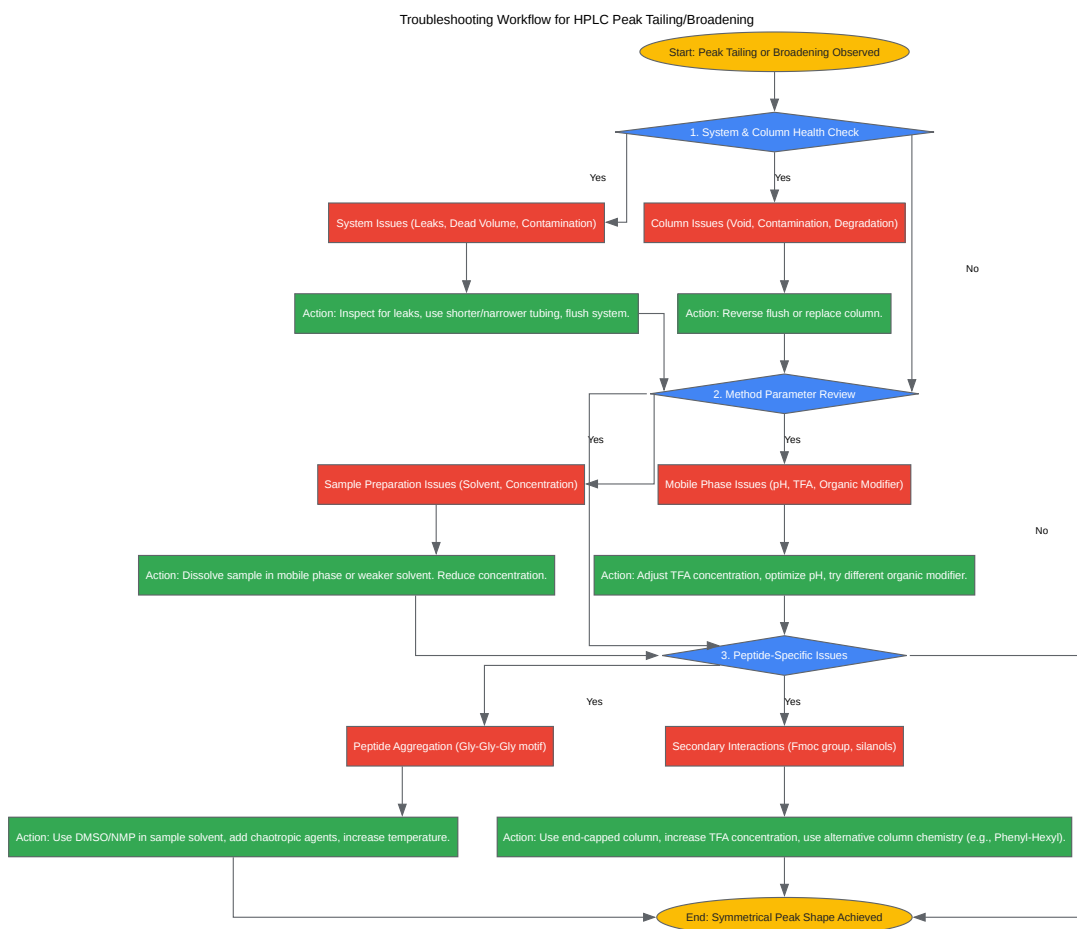 Troubleshooting Workflow for HPLC Peak Tailing/Broadening
Start: Peak Tailing or Broadening Observed
1. System & Column Health Check
Yes
Yes
System Issues (Leaks, Dead Volume, Contamination)
Column Issues (Void, Contamination, Degradation)
No
Action: Inspect for leaks, use shorter/narrower tubing, flush system.
Action: Reverse flush or replace column.
2. Method Parameter Review
Yes
Yes
Sample Preparation Issues (Solvent, Concentration)
Mobile Phase Issues (pH, TFA, Organic Modifier)
No
Action: Dissolve sample in mobile phase or weaker solvent. Reduce concentration.
Action: Adjust TFA concentration, optimize pH, try different organic modifier.
3. Peptide-Specific Issues
Yes
Yes
Peptide Aggregation (Gly-Gly-Gly motif)
Secondary Interactions (Fmoc group, silanols)
Action: Use DMSO/NMP in sample solvent, add chaotropic agents, increase temperature.
Action: Use end-capped column, increase TFA concentration, use alternative column chemistry (e.g., Phenyl-Hexyl).
End: Symmetrical Peak Shape Achieved